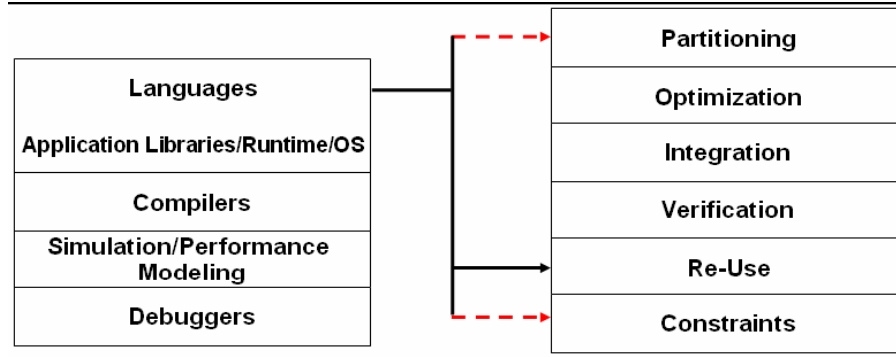 Languages
Application Libraries/Runtime/OS
Compilers
Simulation/Performance
Modeling
Debuggers
Partitioning
Optimization
Integration
Verification
Re-Use
Constraints